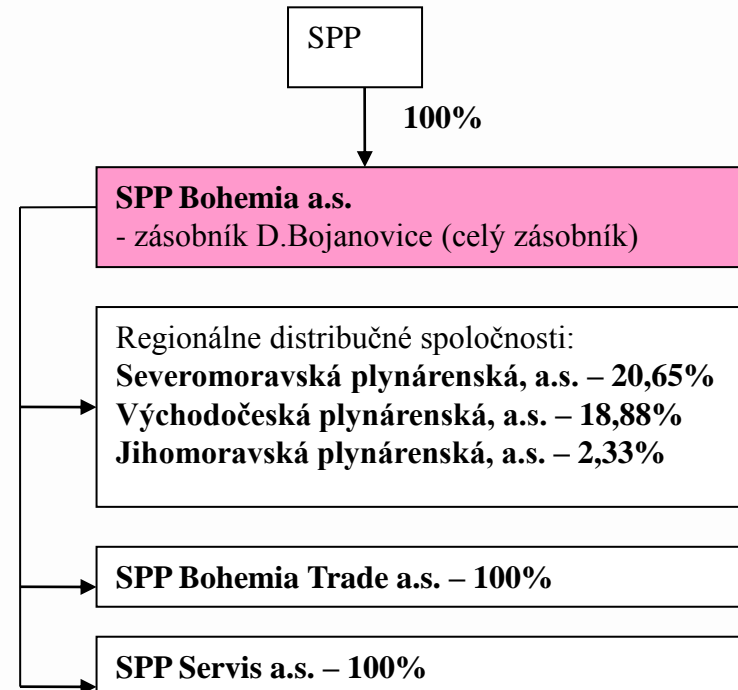 SPP
100%
SPP Bohemia a.s.
- zásobník D.Bojanovice (celý zásobník)
Regionálne distribučné spoločnosti:
Severomoravská plynárenská, a.s. – 20,65%
Východočeská plynárenská, a.s. – 18,88%
Jihomoravská plynárenská, a.s. – 2,33%
SPP Bohemia Trade a.s. – 100%
SPP Servis a.s. – 100%